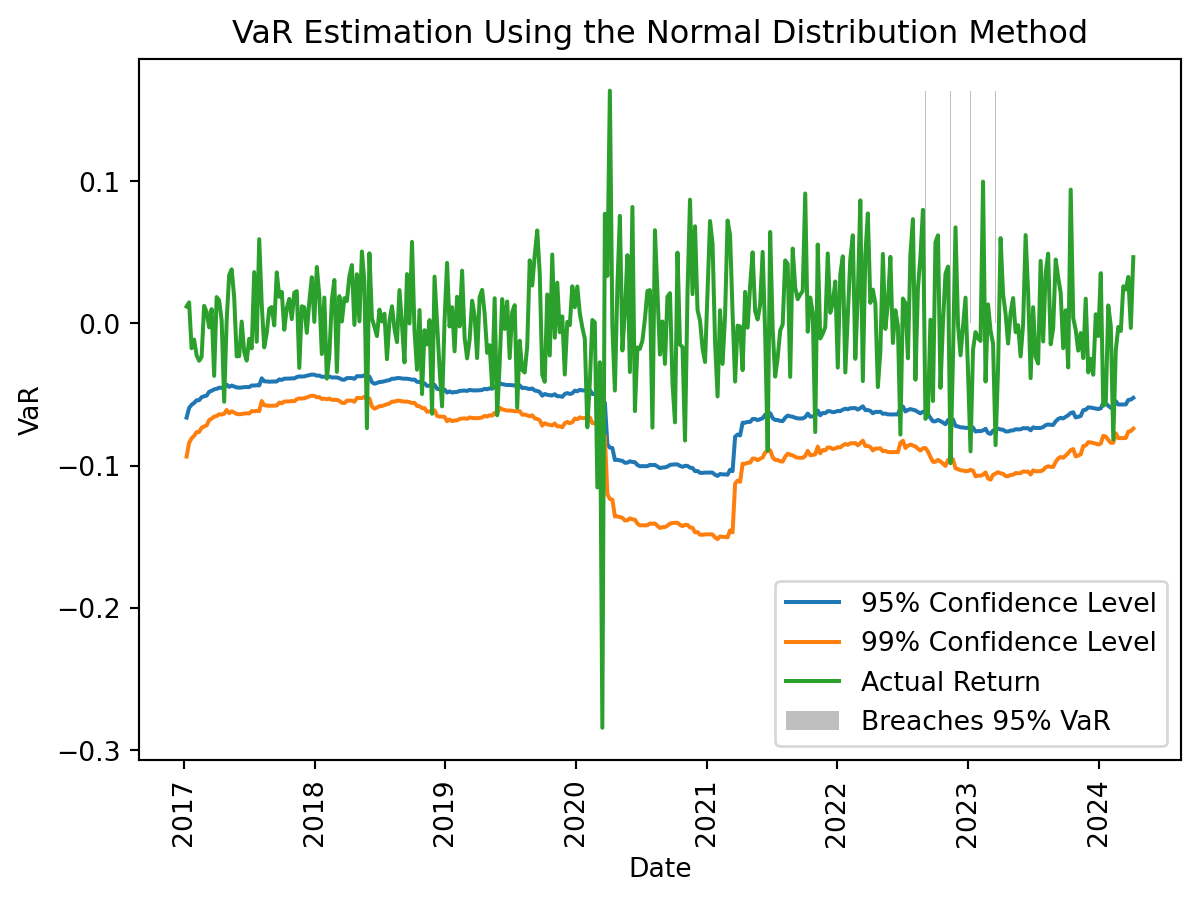 VaR Estimation Using the Normal Distribution Method
VaR
0.1
0.0
−0.1
−0.2
−0.3
95% Confidence Level
99% Confidence Level
Actual Return
Breaches 95% VaR
2017
2018
2019
2020
2021
2022
2023
2024
Date